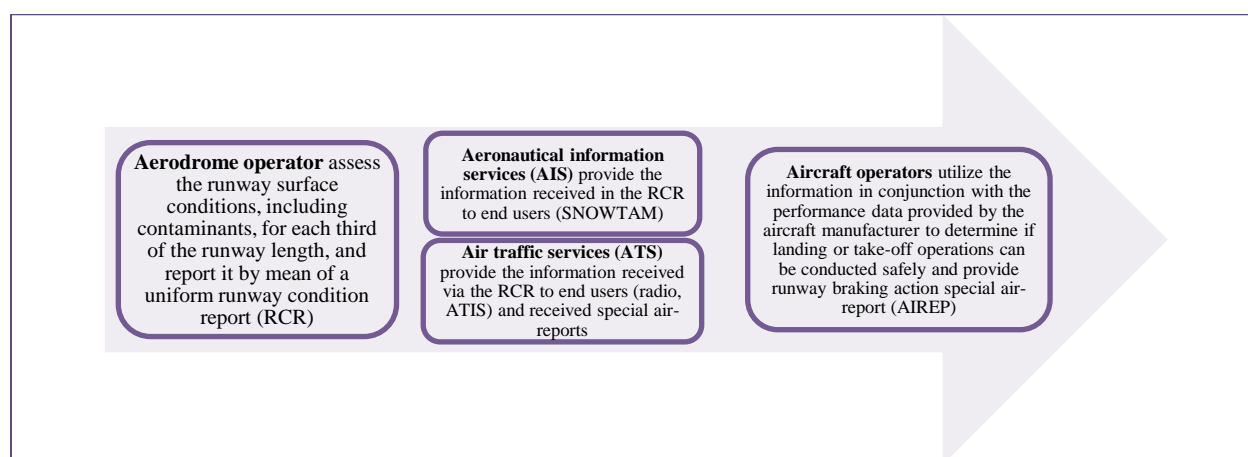 Aerodrome operator assess
the runway surface
conditions, including
contaminants, for each third
of the runway length, and
report it by mean of a
uniform runway condition
report (RCR)
Aeronautical information
services (AIS) provide the
information received in the RCR
to end users (SNOWTAM)
Air traffic services (ATS)
provide the information received
via the RCR to end users (radio,
ATIS) and received special air-
reports
Aircraft operators utilize the
information in conjunction with the
performance data provided by the
aircraft manufacturer to determine if
landing or take-off operations can
be conducted safely and provide
runway braking action special air-
report (AIREP)